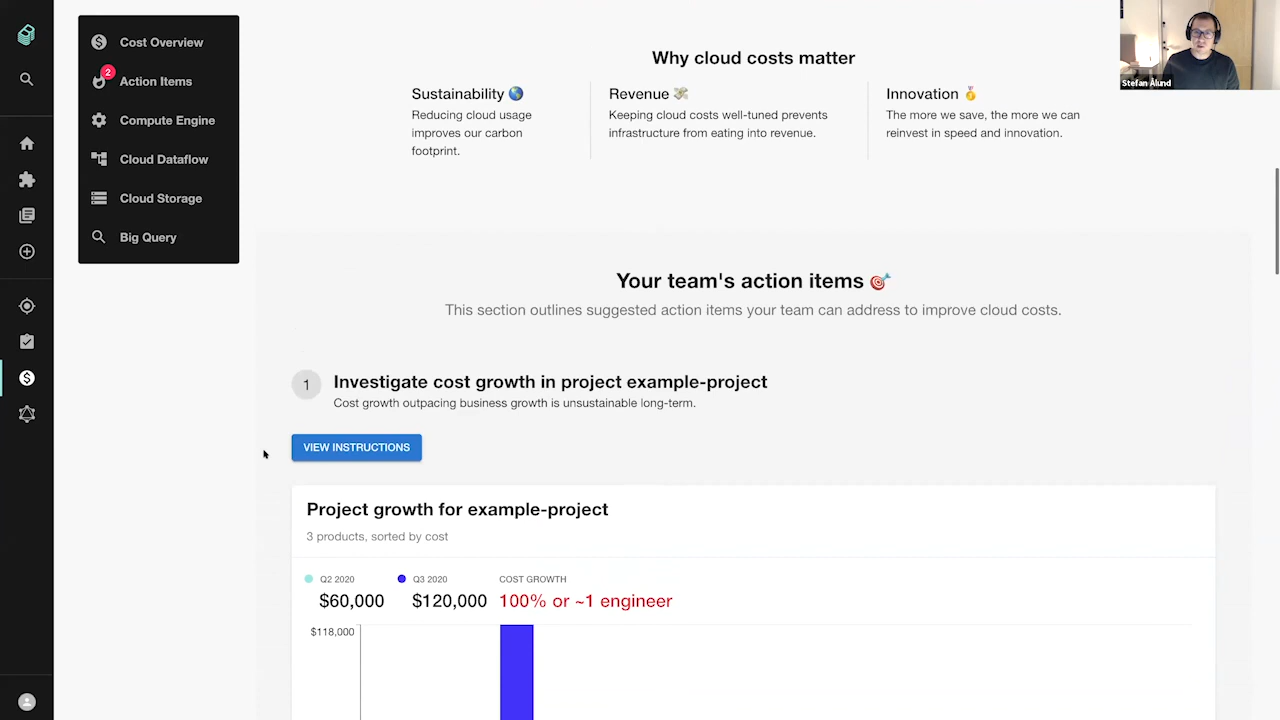 Cost Overview
2
Action Items
Compute Engine
Cloud Dataflow
Cloud Storage
Big Query
Why cloud costs matter
Sustainability 🌎
Reducing cloud usage
improves our carbon
footprint.
Revenue 💸
Keeping cloud costs well-tuned prevents
infrastructure from eating into revenue.
Innovation 🥇
The more we save, the more we can
reinvest in speed and innovation.
Stefan Ålund
Your team's action items 🎯
This section outlines suggested action items your team can address to improve cloud costs.
1
Investigate cost growth in project example-project
Cost growth outpacing business growth is unsustainable long-term.
VIEW INSTRUCTIONS
Project growth for example-project
3 products, sorted by cost
Q2 2020 Q3 2020 COST GROWTH
$60,000 $120,000 100% or ~1 engineer
$118,000